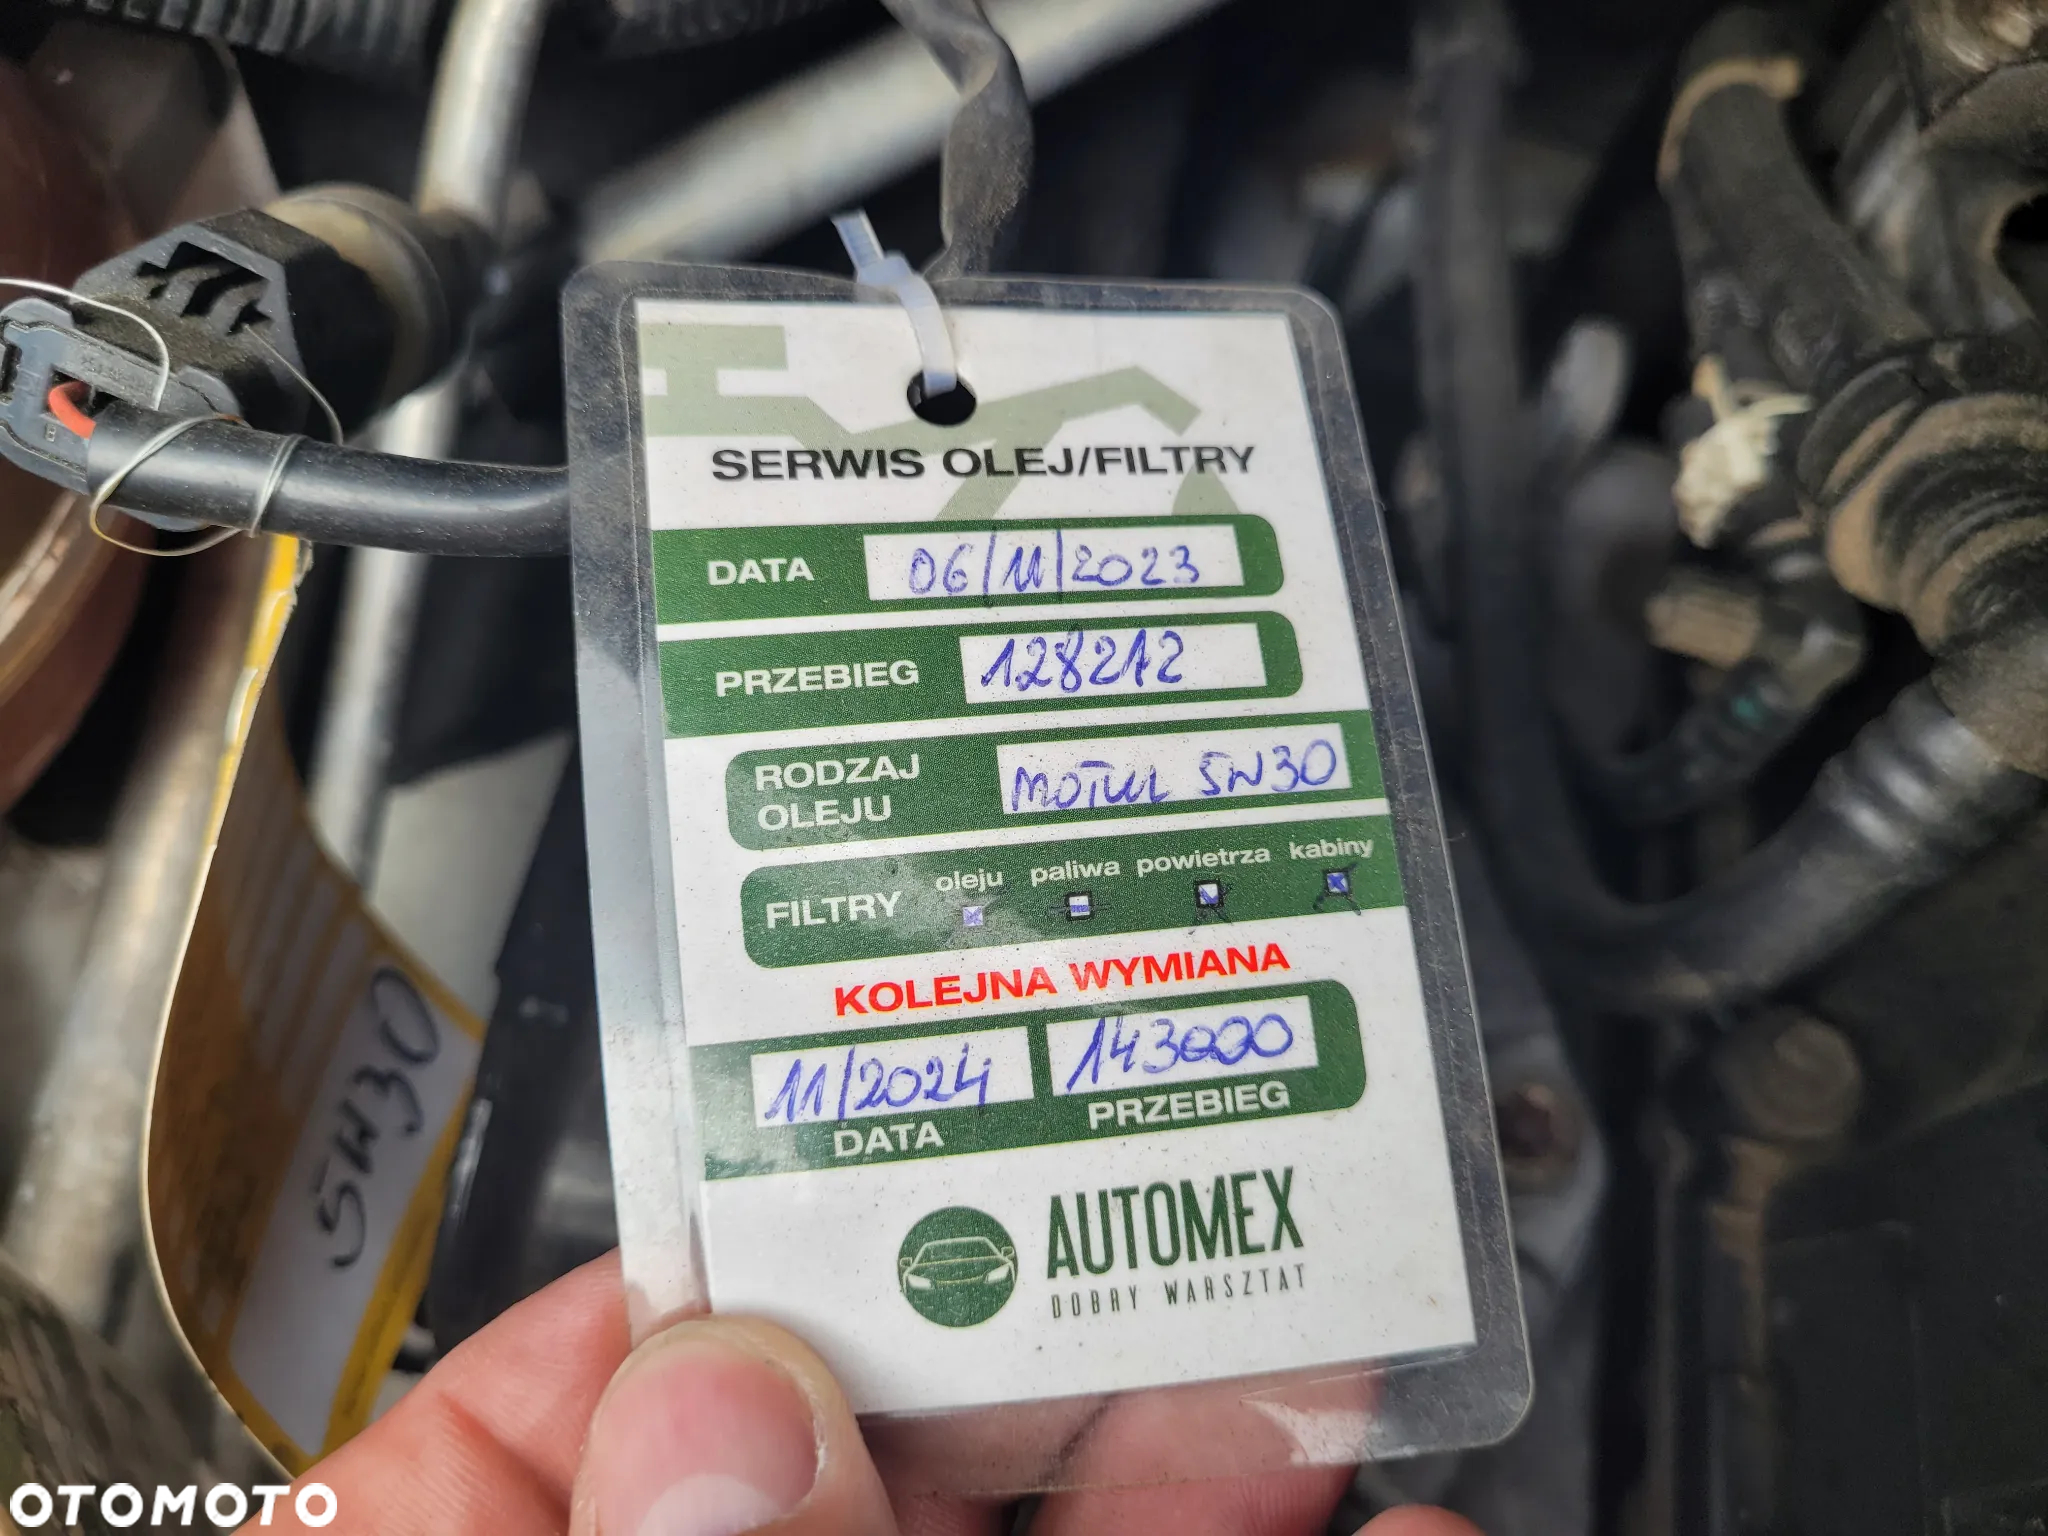 SERWIS OLEJ/FILTRY
DATA 06/11/2023
PRZEBIEG 128212
RODZAJ OLEJU MOTUL 5W30
FILTRY oleju paliwa powietrza kabiny
KOLEJNA WYMIANA
11/2024 143000
DATA PRZEBIEG
AUTOMEX
DOBRY WARSZTAT
5W30
B
OTOMOTO